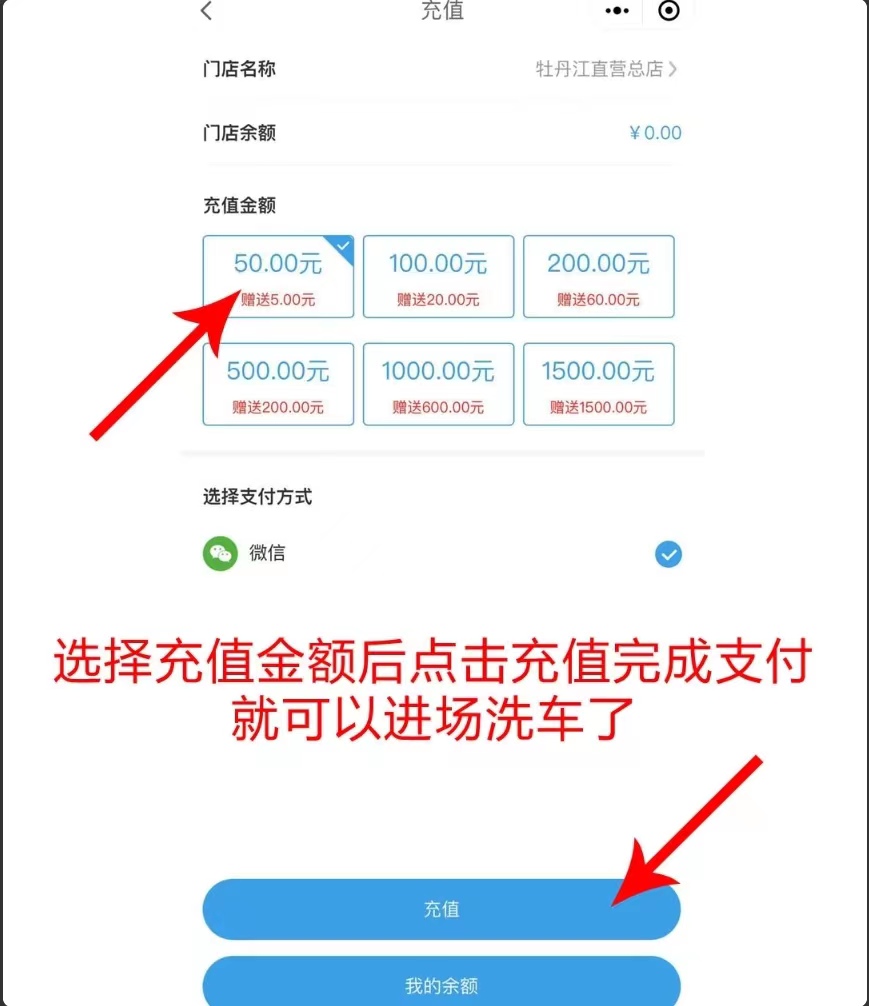 充值
门店名称 牡丹江直营总店
门店余额 ¥0.00
充值金额
50.00元 100.00元 200.00元
赠送5.00元 赠送20.00元 赠送60.00元
500.00元 1000.00元 1500.00元
赠送200.00元 赠送600.00元 赠送1500.00元
选择支付方式
微信
选择充值金额后点击充值完成支付
就可以进场洗车了
充值
我的余额